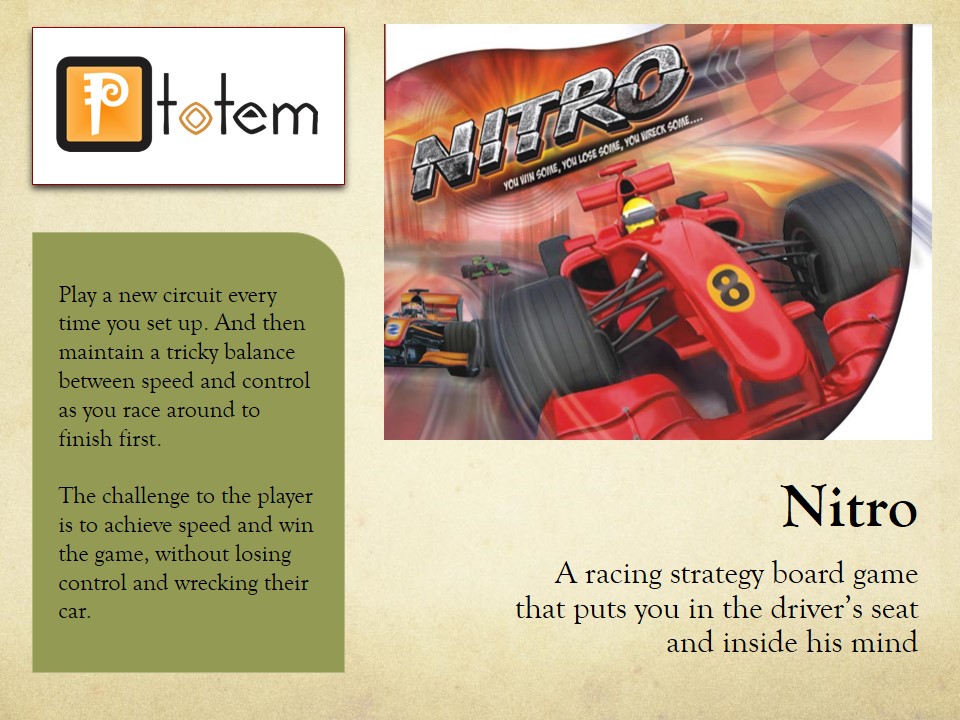 P totem
NITRO
YOU WIN SOME, YOU LOSE SOME, YOU WRECK SOME....
8
Play a new circuit every
time you set up. And then
maintain a tricky balance
between speed and control
as you race around to
finish first.
The challenge to the player
is to achieve speed and win
the game, without losing
control and wrecking their
car.
Nitro
A racing strategy board game
that puts you in the driver’s seat
and inside his mind